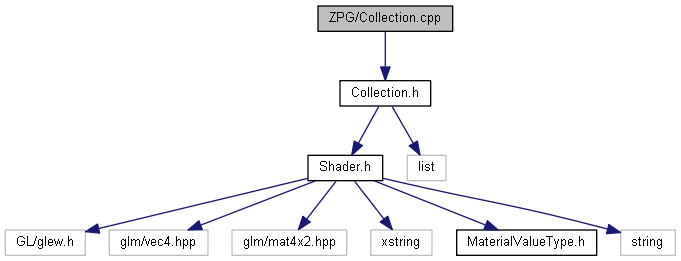 ZPG/Collection.cpp
Collection.h
Shader.h
list
GL/glew.h
glm/vec4.hpp
glm/mat4x2.hpp
xstring
MaterialValueType.h
string